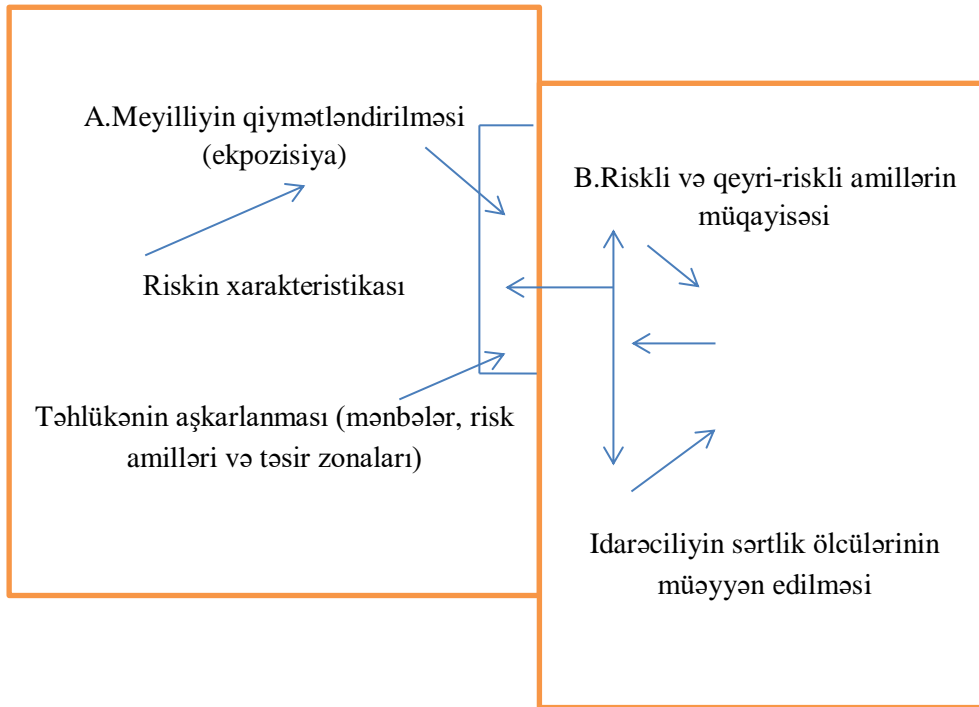 A.Meyilliyin qiymətləndirilməsi
(ekpozisiya)
Riskin xarakteristikası
Təhlükənin aşkarlanması (mənbələr, risk
amilləri və təsir zonaları)
B.Riskli və qeyri-riskli amillərin
müqayisəsi
Idarəciliyin sərtlik ölcülərinin
müəyyən edilməsi